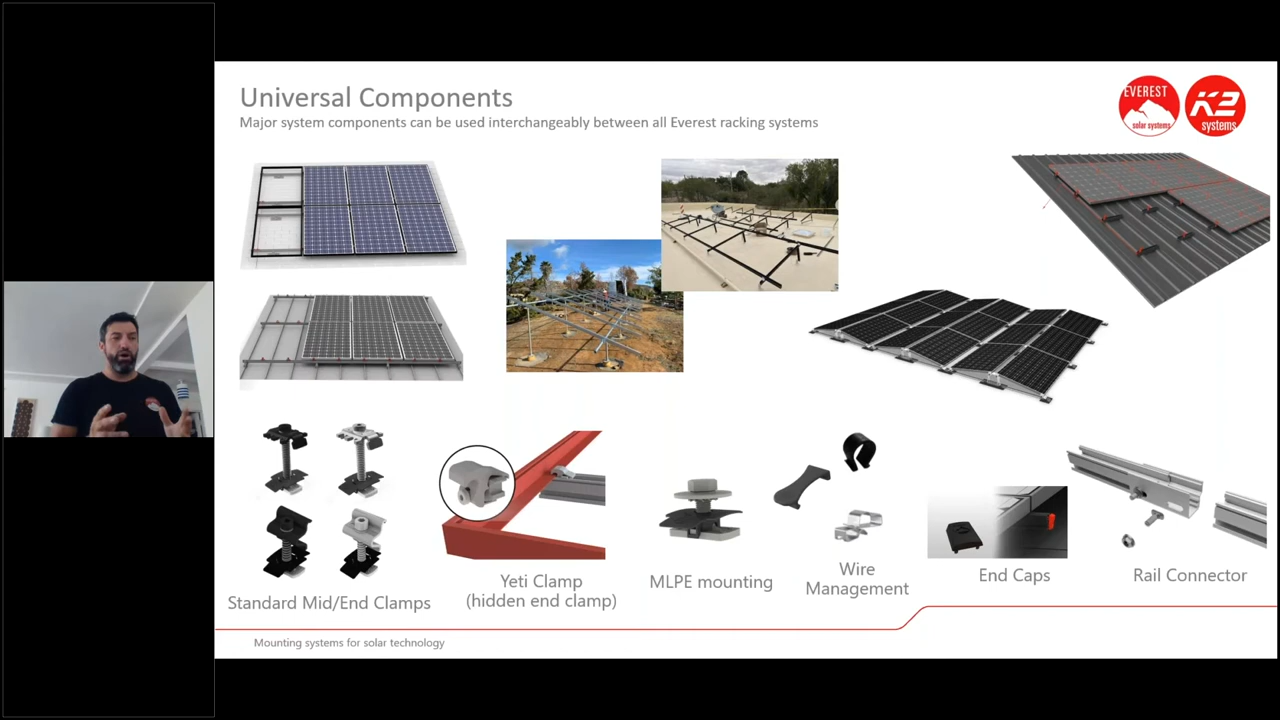 Universal Components
Major system components can be used interchangeably between all Everest racking systems
EVEREST
solar systems
K2
systems
Standard Mid/End Clamps
Yeti Clamp
(hidden end clamp)
MLPE mounting
Wire
Management
End Caps
Rail Connector
Mounting systems for solar technology